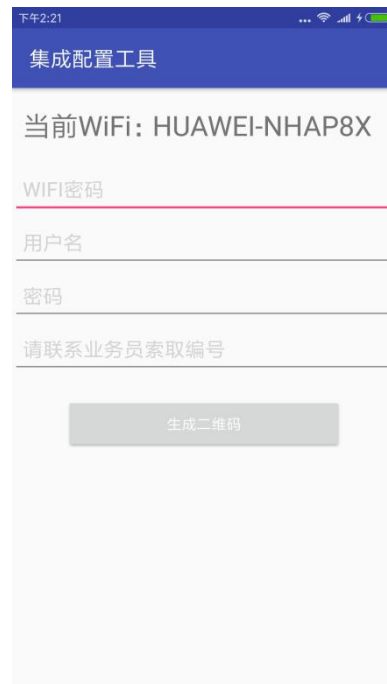 下午2:21
集成配置工具
当前WiFi：HUAWEI-NHAP8X
WIFI密码
用户名
密码
请联系业务员索取编号
生成二维码